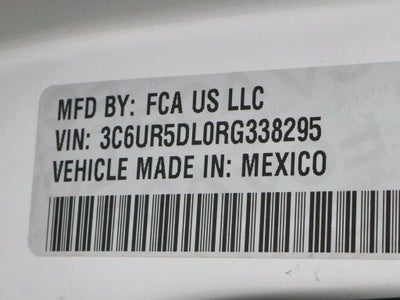 MFD BY: FCA US LLC
VIN: 3C6UR5DL0RG338295
VEHICLE MADE IN: MEXICO